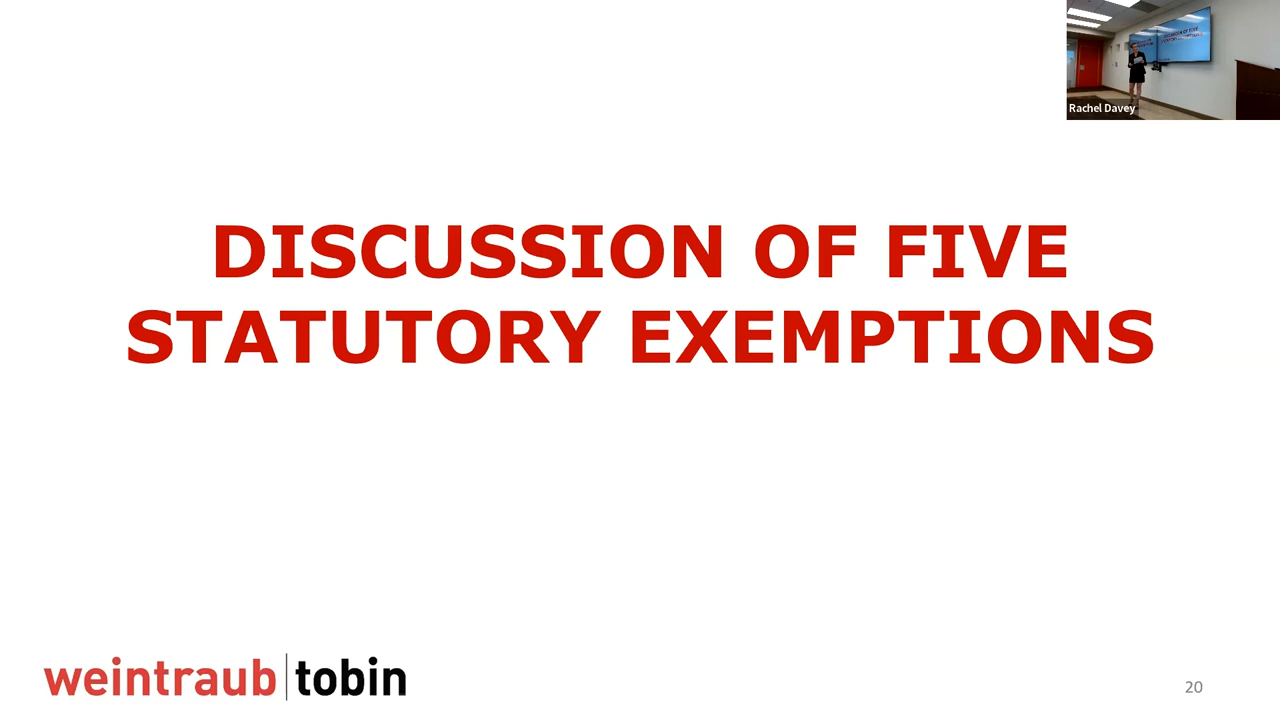 Rachel Davey
DISCUSSION OF FIVE
STATUTORY EXEMPTIONS
weintraub tobin
20